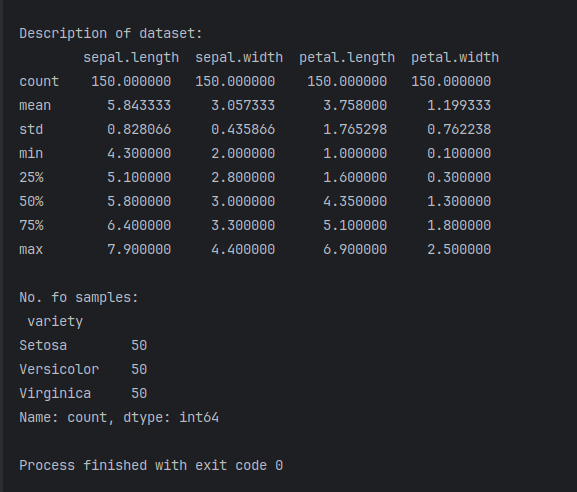 Description of dataset:
       sepal.length  sepal.width  petal.length  petal.width
count    150.000000   150.000000    150.000000   150.000000
mean       5.843333     3.057333      3.758000     1.199333
std        0.828066     0.435866      1.765298     0.762238
min        4.300000     2.000000      1.000000     0.100000
25%        5.100000     2.800000      1.600000     0.300000
50%        5.800000     3.000000      4.350000     1.300000
75%        6.400000     3.300000      5.100000     1.800000
max        7.900000     4.400000      6.900000     2.500000
No. fo samples:
 variety
Setosa        50
Versicolor    50
Virginica     50
Name: count, dtype: int64
Process finished with exit code 0